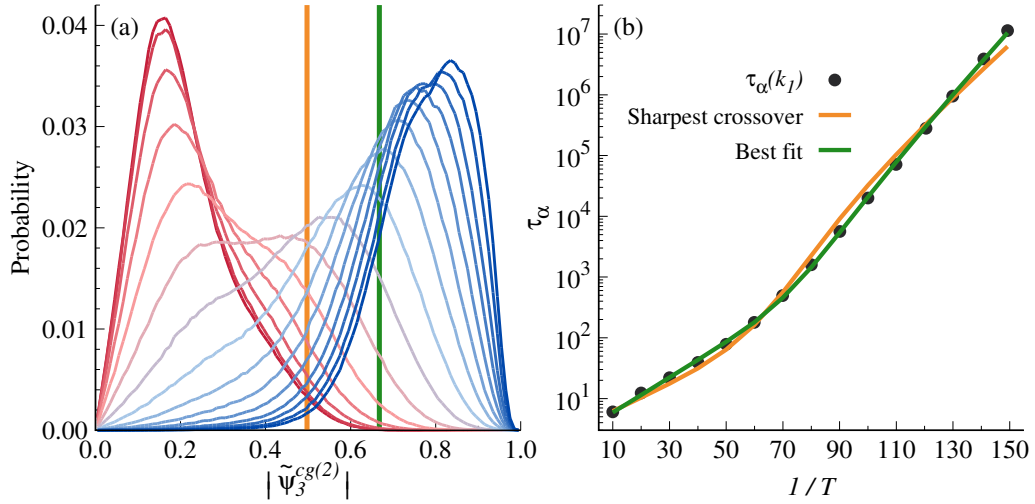 (a)
0.04
0.03
0.02
0.01
0.00
Probability
0.0 0.2 0.4 0.6 0.8 1.0
| ψ̃₃^cg(2) |
(b)
10⁷
10⁶
10⁵
10⁴
10³
10²
10¹
τα
τα(k₁)
Sharpest crossover
Best fit
10 30 50 70 90 110 130 150
1 / T